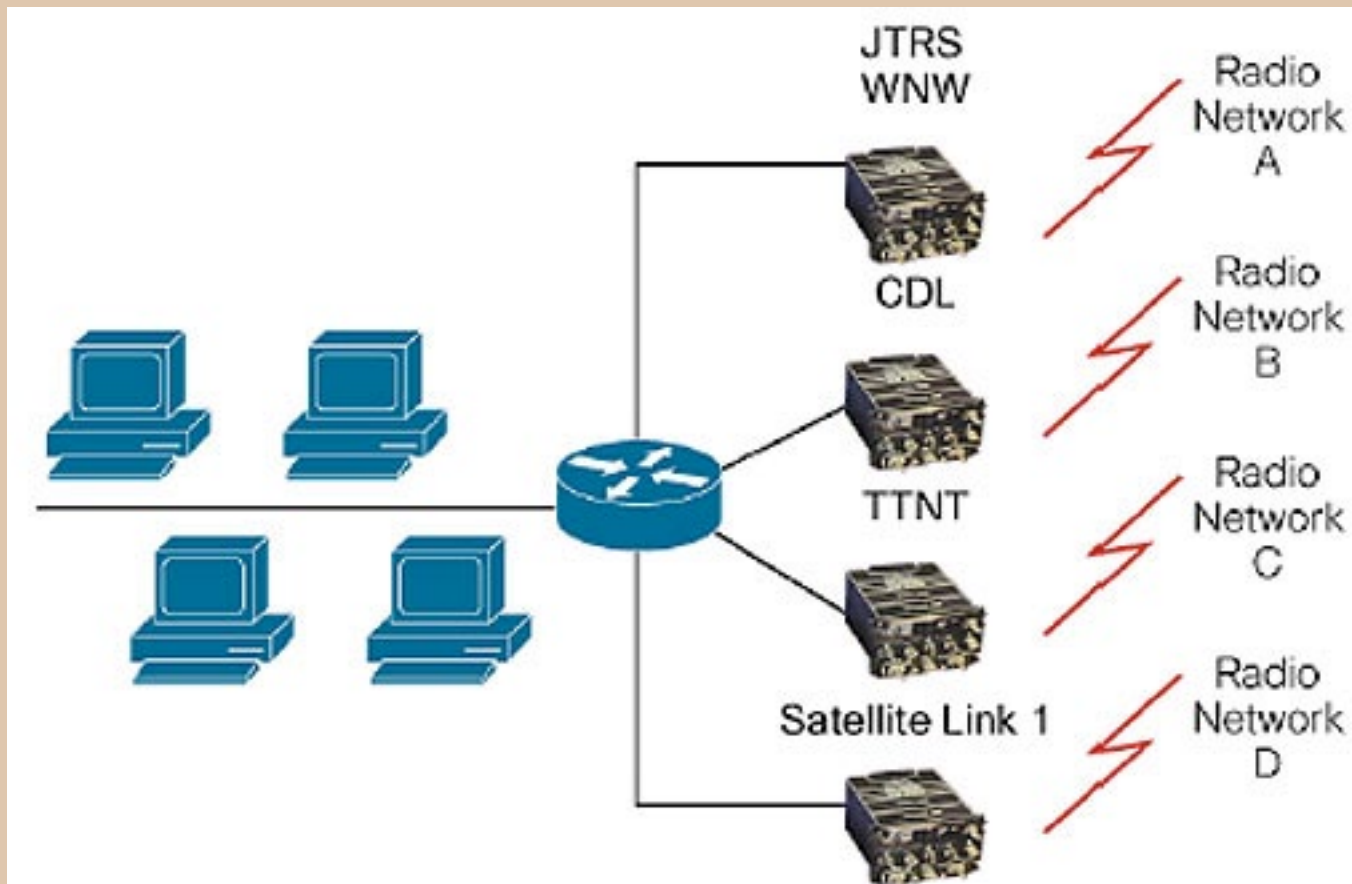 JTRS
WNW
Radio
Network
A
CDL
Radio
Network
B
TTNT
Radio
Network
C
Satellite Link 1
Radio
Network
D